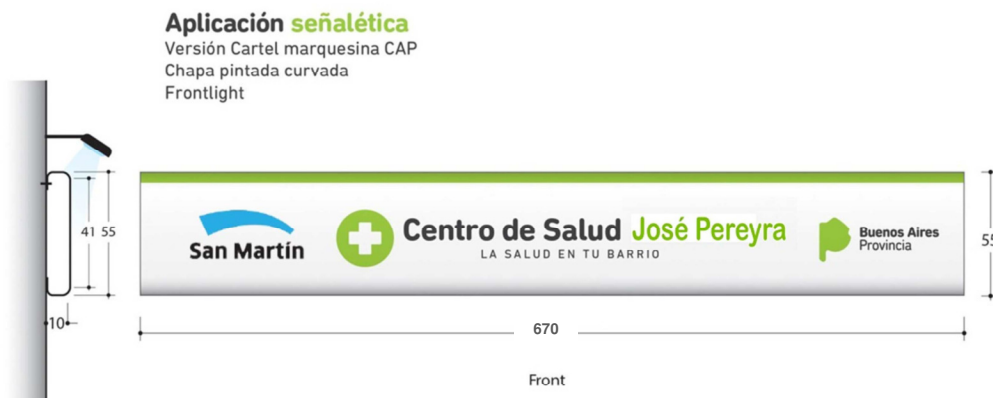 Aplicación señalética
Versión Cartel marquesina CAP
Chapa pintada curvada
Frontlight
41 55
10
San Martín
Centro de Salud José Pereyra
LA SALUD EN TU BARRIO
Buenos Aires
Provincia
55
670
Front